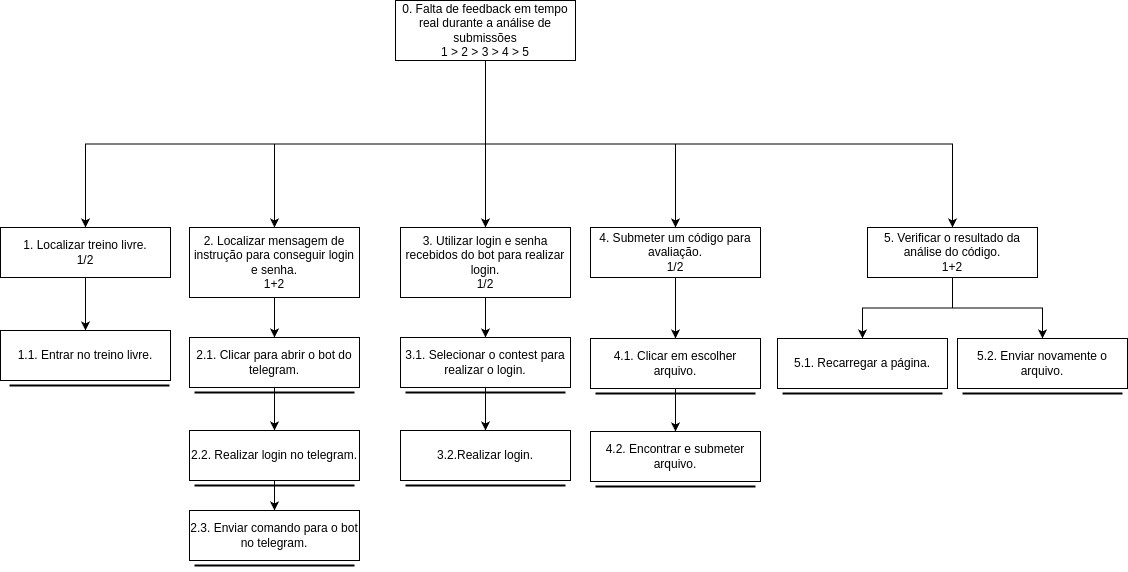 0. Falta de feedback em tempo
real durante a análise de
submissões
1 > 2 > 3 > 4 > 5
1. Localizar treino livre.
1/2
2. Localizar mensagem de
instrução para conseguir login
e senha.
1+2
3. Utilizar login e senha
recebidos do bot para realizar
login.
1/2
4. Submeter um código para
avaliação.
1/2
5. Verificar o resultado da
análise do código.
1+2
1.1. Entrar no treino livre.
2.1. Clicar para abrir o bot do
telegram.
3.1. Selecionar o contest para
realizar o login.
4.1. Clicar em escolher
arquivo.
5.1. Recarregar a página.
5.2. Enviar novamente o
arquivo.
2.2. Realizar login no telegram.
3.2.Realizar login.
4.2. Encontrar e submeter
arquivo.
2.3. Enviar comando para o bot
no telegram.